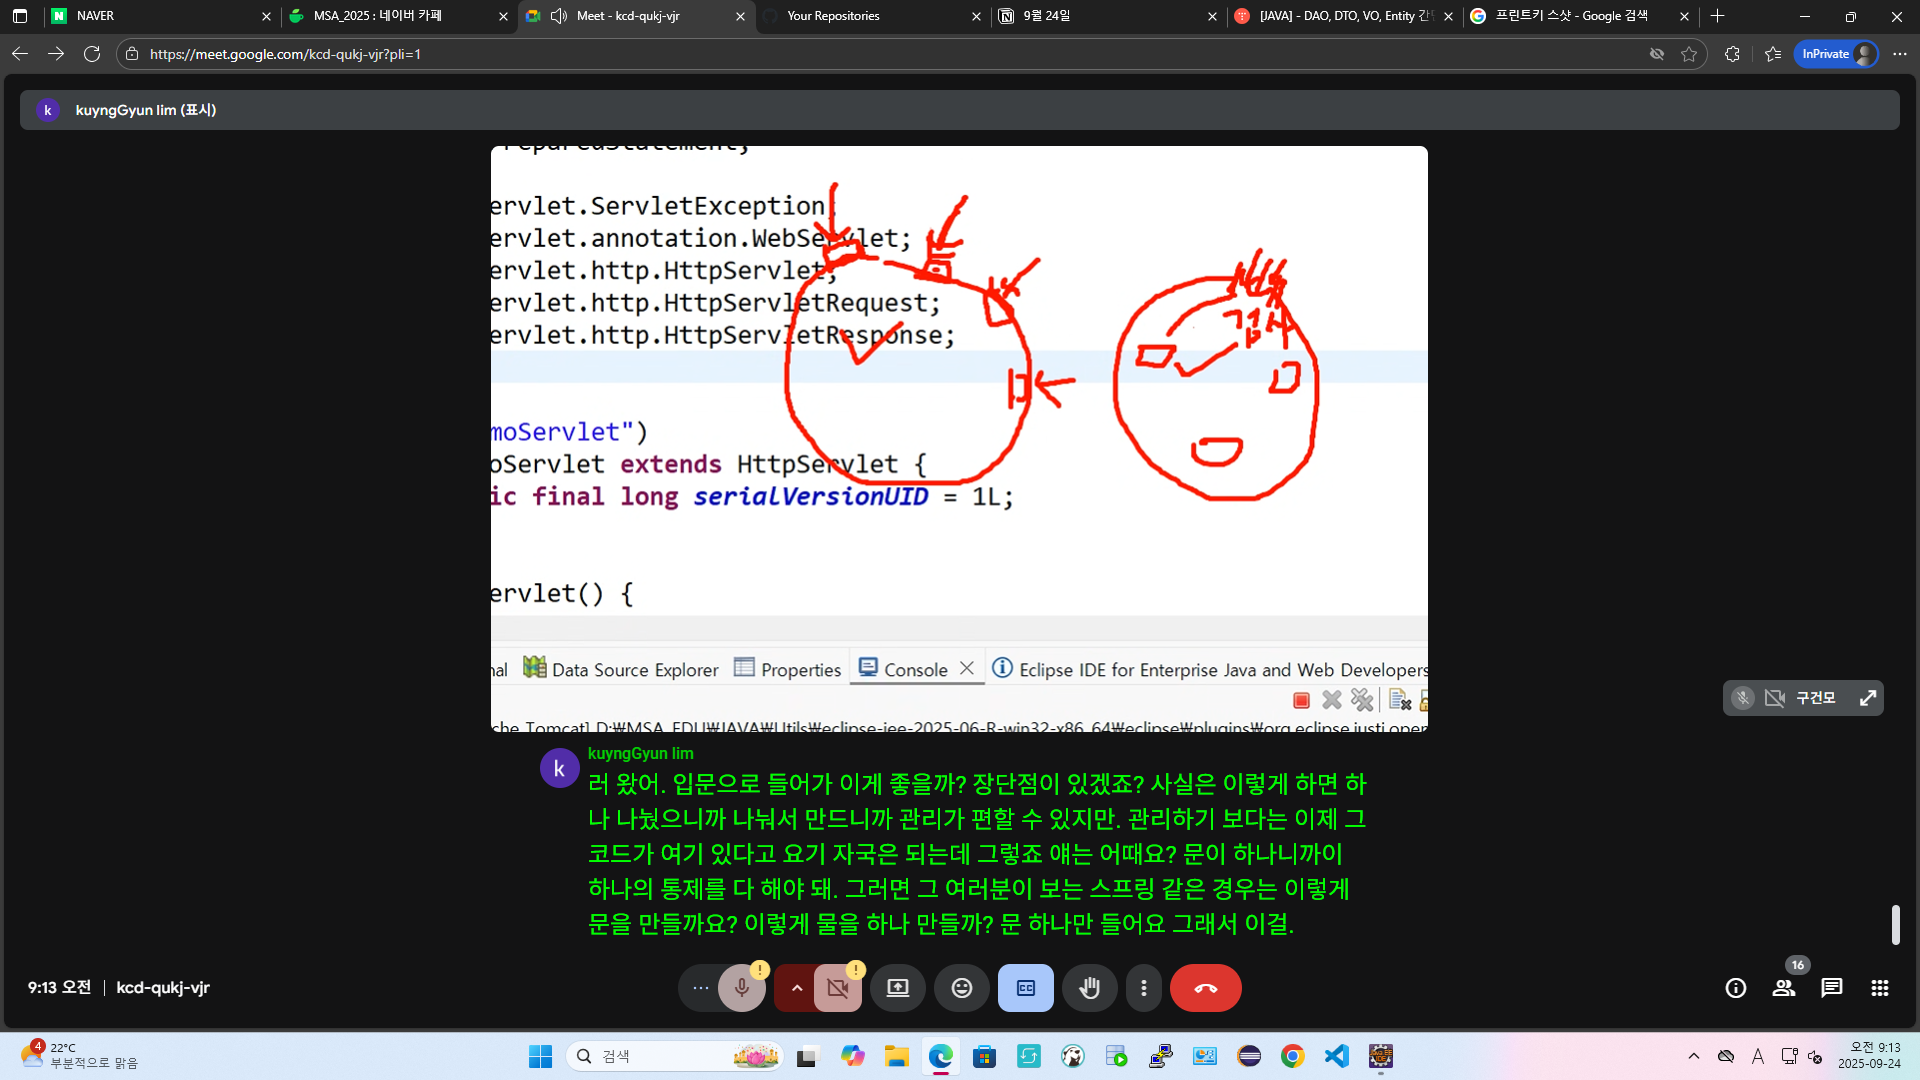 NAVER
MSA_2025 : 네이버 카페
Meet - kcd-qukj-vjr
Your Repositories
9월 24일
[JAVA] - DAO, DTO, VO, Entity 간
프린트키 스샷 - Google 검색
https://meet.google.com/kcd-qukj-vjr?pli=1
InPrivate
k
kuyngGyun lim (표시)
reparedStatement;
ervlet.ServletException;
ervlet.annotation.WebServlet;
ervlet.http.HttpServlet;
ervlet.http.HttpServletRequest;
ervlet.http.HttpServletResponse;
검사
moServlet")
oServlet extends HttpServlet {
ic final long serialVersionUID = 1L;
ervlet() {
nal Data Source Explorer Properties Console Eclipse IDE for Enterprise Java and Web Developers
che Tomcat] D:₩MSA_EDU₩JAVA₩Utils₩eclipse-jee-2025-06-R-win32-x86_64₩eclipse₩plugins₩org.eclipse.justj.open
구건모
k
kuyngGyun lim
러 왔어. 입문으로 들어가 이게 좋을까? 장단점이 있겠죠? 사실은 이렇게 하면 하
나 나눴으니까 나눠서 만드니까 관리가 편할 수 있지만. 관리하기 보다는 이제 그
코드가 여기 있다고 요기 자국은 되는데 그렇죠 얘는 어때요? 문이 하나니까이
하나의 통제를 다 해야 돼. 그러면 그 여러분이 보는 스프링 같은 경우는 이렇게
문을 만들까요? 이렇게 물을 하나 만들까? 문 하나만 들어요 그래서 이걸.
9:13 오전 | kcd-qukj-vjr
16
4
22°C
부분적으로 맑음
검색
A
오전 9:13
2025-09-24